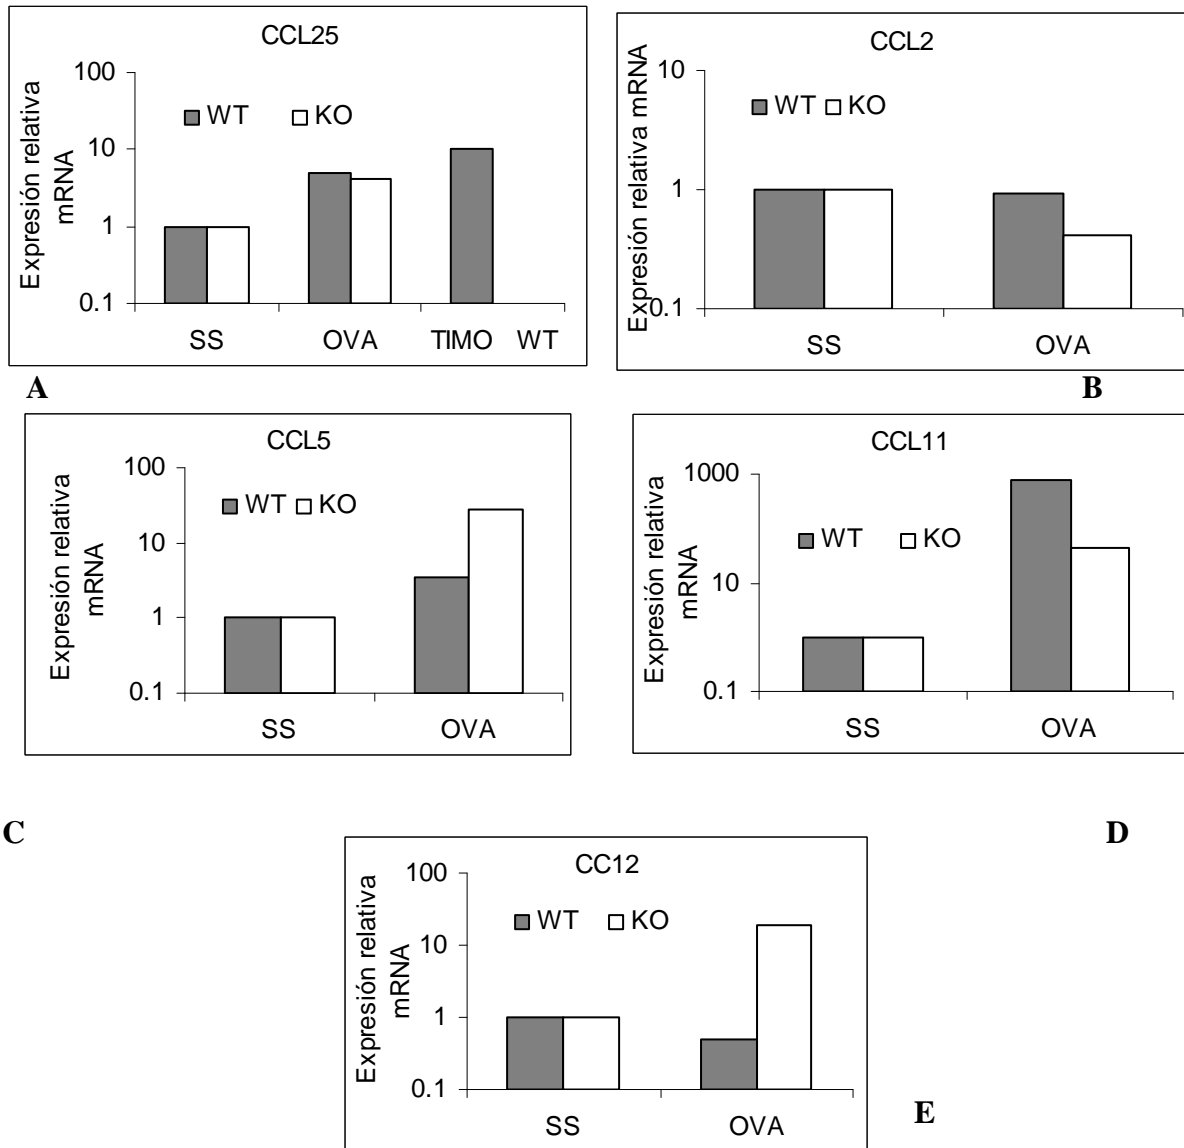 CCL25
Expresión relativa
mRNA
100
10
1
0.1
WT KO
SS OVA TIMO WT
A
CCL2
Expresión relativa mRNA
10
1
0.1
WT KO
SS OVA
B
CCL5
Expresión relativa
mRNA
100
10
1
0.1
WT KO
SS OVA
C
CCL11
Expresión relativa
mRNA
1000
10
0.1
WT KO
SS OVA
D
CC12
Expresión relativa
mRNA
100
10
1
0.1
WT KO
SS OVA
E